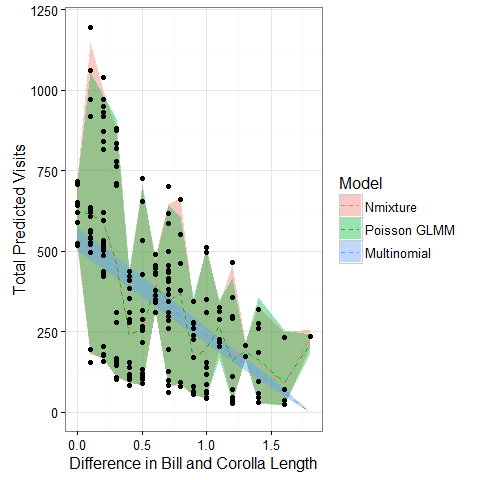 Total Predicted Visits
1250
1000
750
500
250
0
0.0 0.5 1.0 1.5
Difference in Bill and Corolla Length
Model
Nmixture
Poisson GLMM
Multinomial